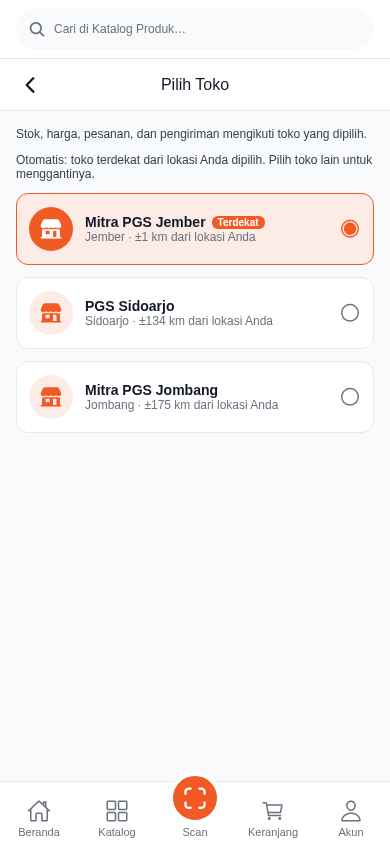 Cari di Katalog Produk…
Pilih Toko
Stok, harga, pesanan, dan pengiriman mengikuti toko yang dipilih.
Otomatis: toko terdekat dari lokasi Anda dipilih. Pilih toko lain untuk
menggantinya.
Mitra PGS Jember Terdekat
Jember · ±1 km dari lokasi Anda
PGS Sidoarjo
Sidoarjo · ±134 km dari lokasi Anda
Mitra PGS Jombang
Jombang · ±175 km dari lokasi Anda
Beranda Katalog Scan Keranjang Akun